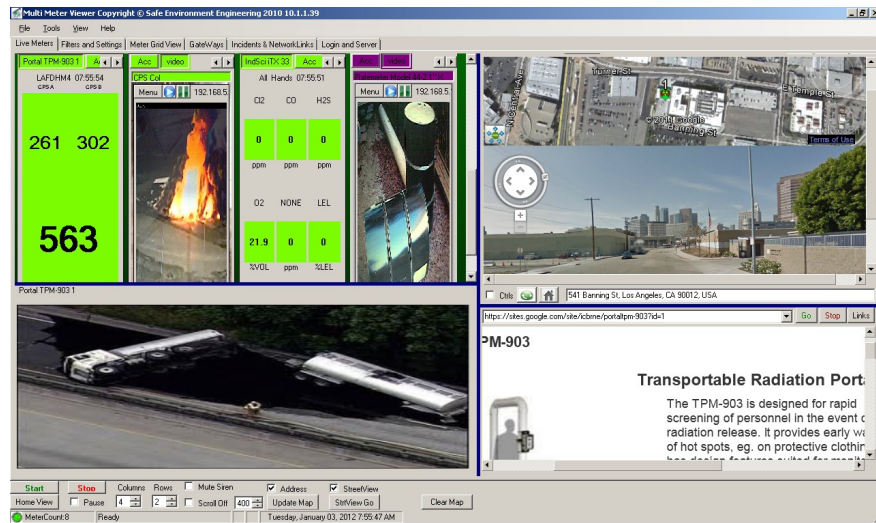 Multi Meter Viewer Copyright © Safe Environment Engineering 2010 10.1.1.39
File Tools View Help
Live Meters Filters and Settings Meter Grid View GateWays Incidents & NetworkLinks Login and Server
Portal TPM-903 1
LAFDHM4 07:55:54
CPS A CPS B
261 302
563
Acc video
CPS Col
Menu 192.168.5
IndSci iTX 33 Acc
All Hands 07:55:51
Cl2 CO H2S
0 0 0
ppm ppm ppm
O2 NONE LEL
21.9 0 0
%VOL ppm %LEL
Acc video
Menu 192.168.5
N Central Ave
Turner St
E Temple St
1
© 2011 Google
Banning St
Terms of Use
Ctrls 541 Banning St, Los Angeles, CA 90012, USA
Portal TPM-903 1
https://sites.google.com/site/icbrne/portaltpm-903?id=1 Go Stop Links
PM-903
Transportable Radiation Porta
The TPM-903 is designed for rapid
screening of personnel in the event o
radiation release. It provides early wa
of hot spots, eg. on protective clothin
Start Stop Columns Rows Mute Siren Address StreetView
Home View Pause 4 2 Scroll Off 400 Update Map StrtView Go Clear Map
MeterCount:8 Ready Tuesday, January 03, 2012 7:55:47 AM